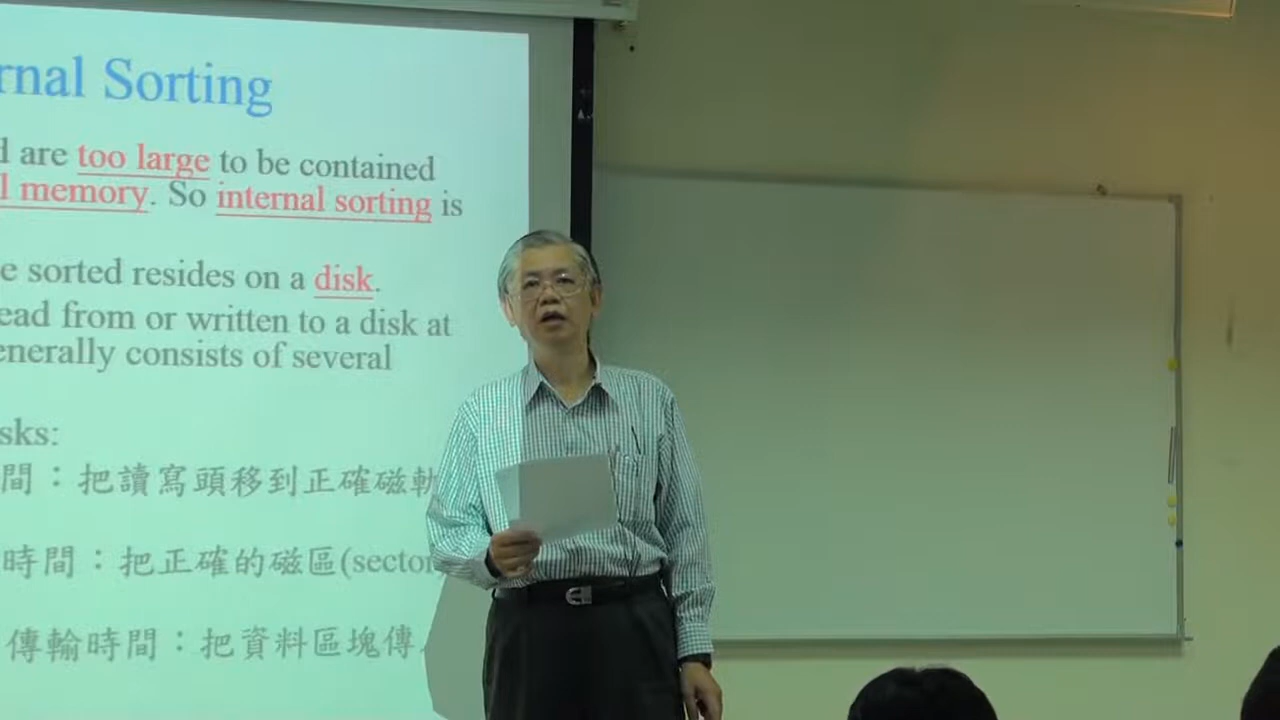 rnal Sorting
d are too large to be contained
l memory. So internal sorting is
e sorted resides on a disk.
ead from or written to a disk at
enerally consists of several
sks:
間：把讀寫頭移到正確磁軌
時間：把正確的磁區(sector
傳輸時間：把資料區塊傳